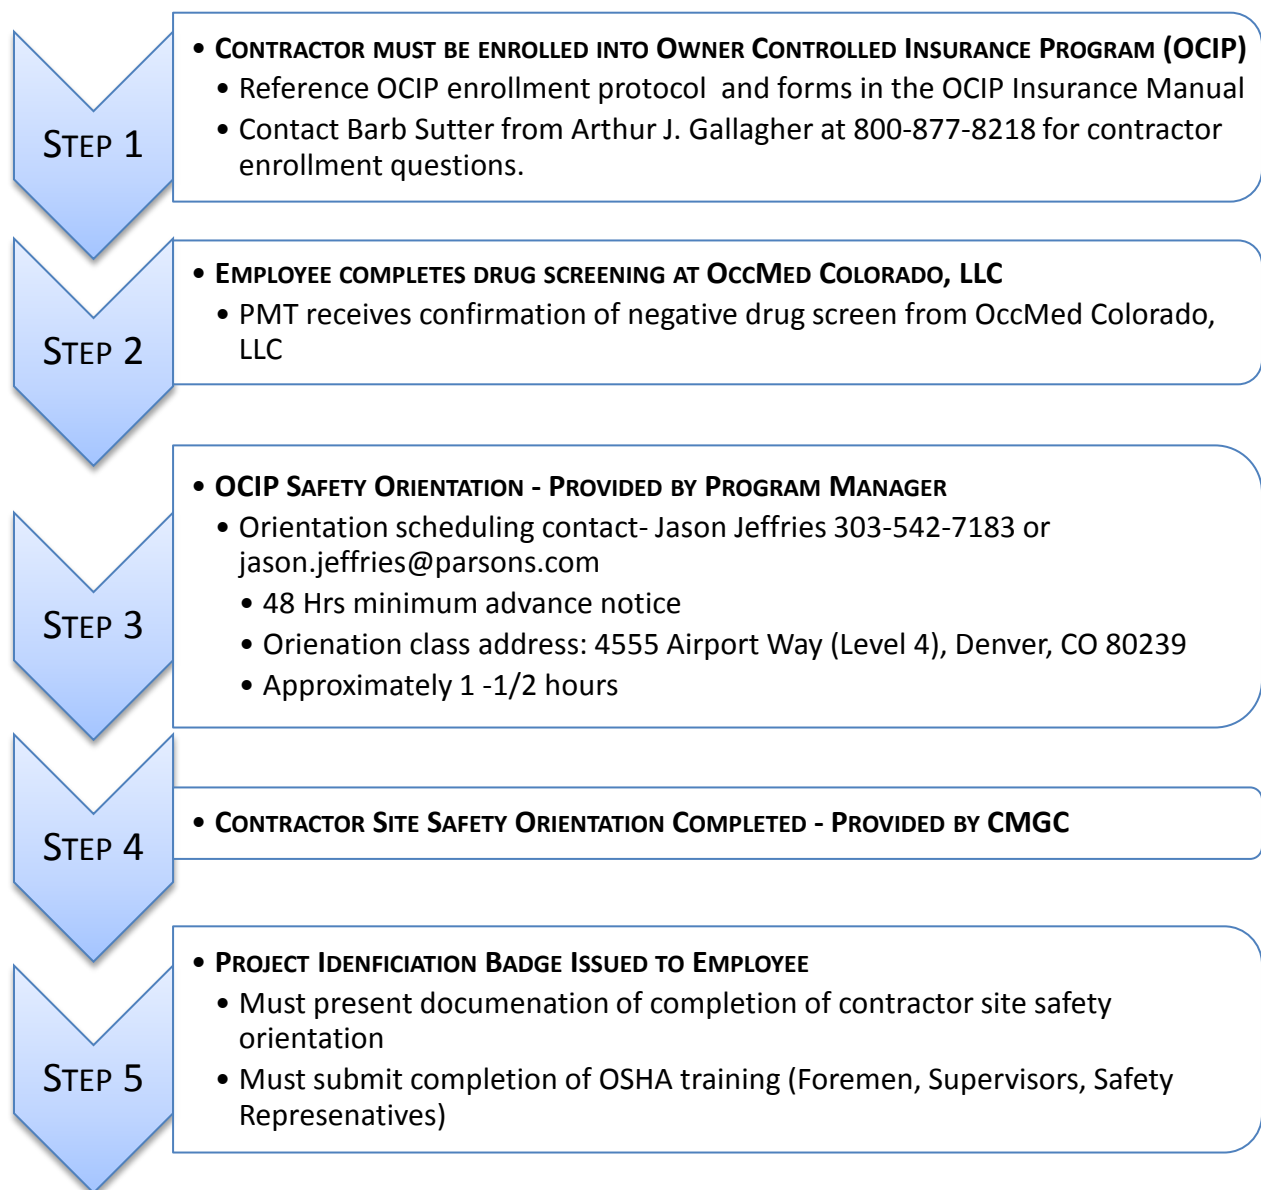 STEP 1
• CONTRACTOR MUST BE ENROLLED INTO OWNER CONTROLLED INSURANCE PROGRAM (OCIP)
• Reference OCIP enrollment protocol and forms in the OCIP Insurance Manual
• Contact Barb Sutter from Arthur J. Gallagher at 800-877-8218 for contractor
enrollment questions.
STEP 2
• EMPLOYEE COMPLETES DRUG SCREENING AT OCCMED COLORADO, LLC
• PMT receives confirmation of negative drug screen from OccMed Colorado,
LLC
STEP 3
• OCIP SAFETY ORIENTATION - PROVIDED BY PROGRAM MANAGER
• Orientation scheduling contact- Jason Jeffries 303-542-7183 or
jason.jeffries@parsons.com
• 48 Hrs minimum advance notice
• Orienation class address: 4555 Airport Way (Level 4), Denver, CO 80239
• Approximately 1 -1/2 hours
STEP 4
• CONTRACTOR SITE SAFETY ORIENTATION COMPLETED - PROVIDED BY CMGC
STEP 5
• PROJECT IDENFICIATION BADGE ISSUED TO EMPLOYEE
• Must present documenation of completion of contractor site safety
orientation
• Must submit completion of OSHA training (Foremen, Supervisors, Safety
Represenatives)